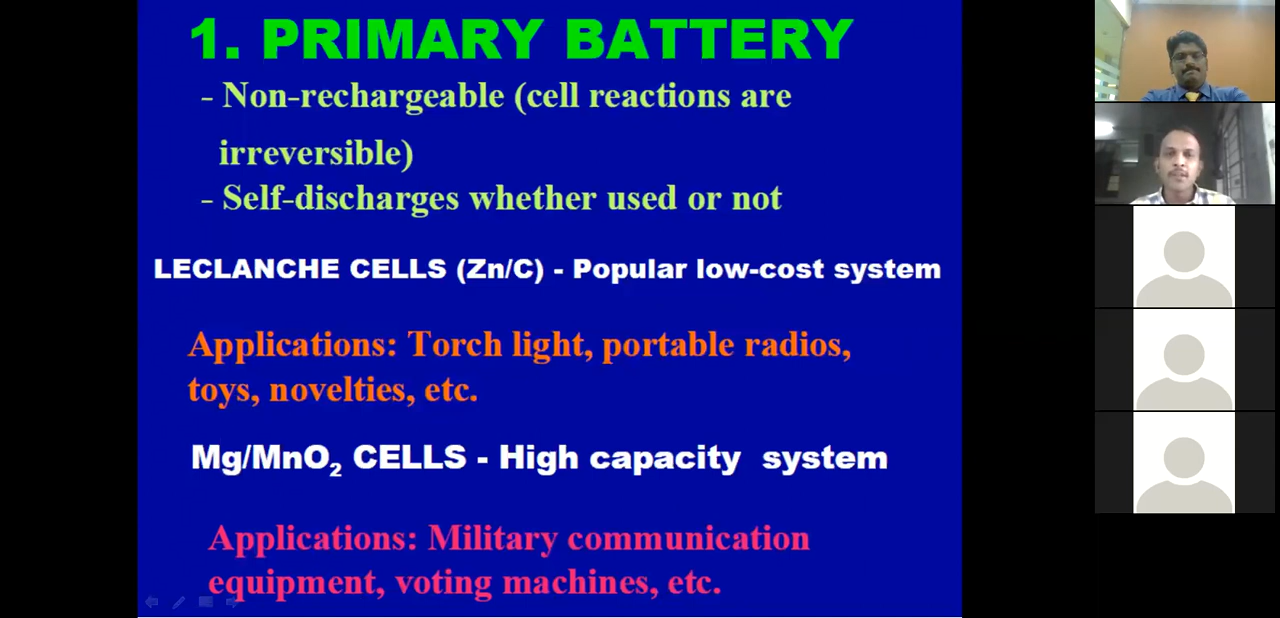 1. PRIMARY BATTERY
- Non-rechargeable (cell reactions are
irreversible)
- Self-discharges whether used or not
LECLANCHE CELLS (Zn/C) - Popular low-cost system
Applications: Torch light, portable radios,
toys, novelties, etc.
Mg/MnO₂ CELLS - High capacity system
Applications: Military communication
equipment, voting machines, etc.